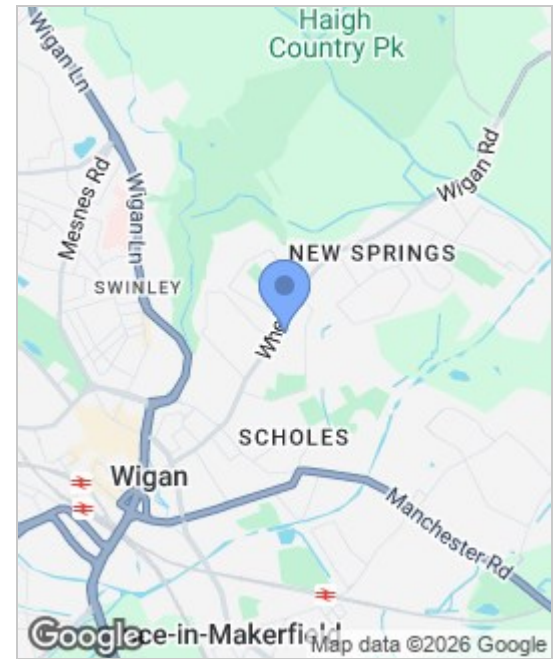 Haigh
Country Pk
Wigan Ln
Mesnes Rd
Wigan Ln
Wigan Rd
NEW SPRINGS
SWINLEY
SCHOLES
Wigan
Manchester Rd
Google
ce-in-Makerfield
Map data ©2026 Google